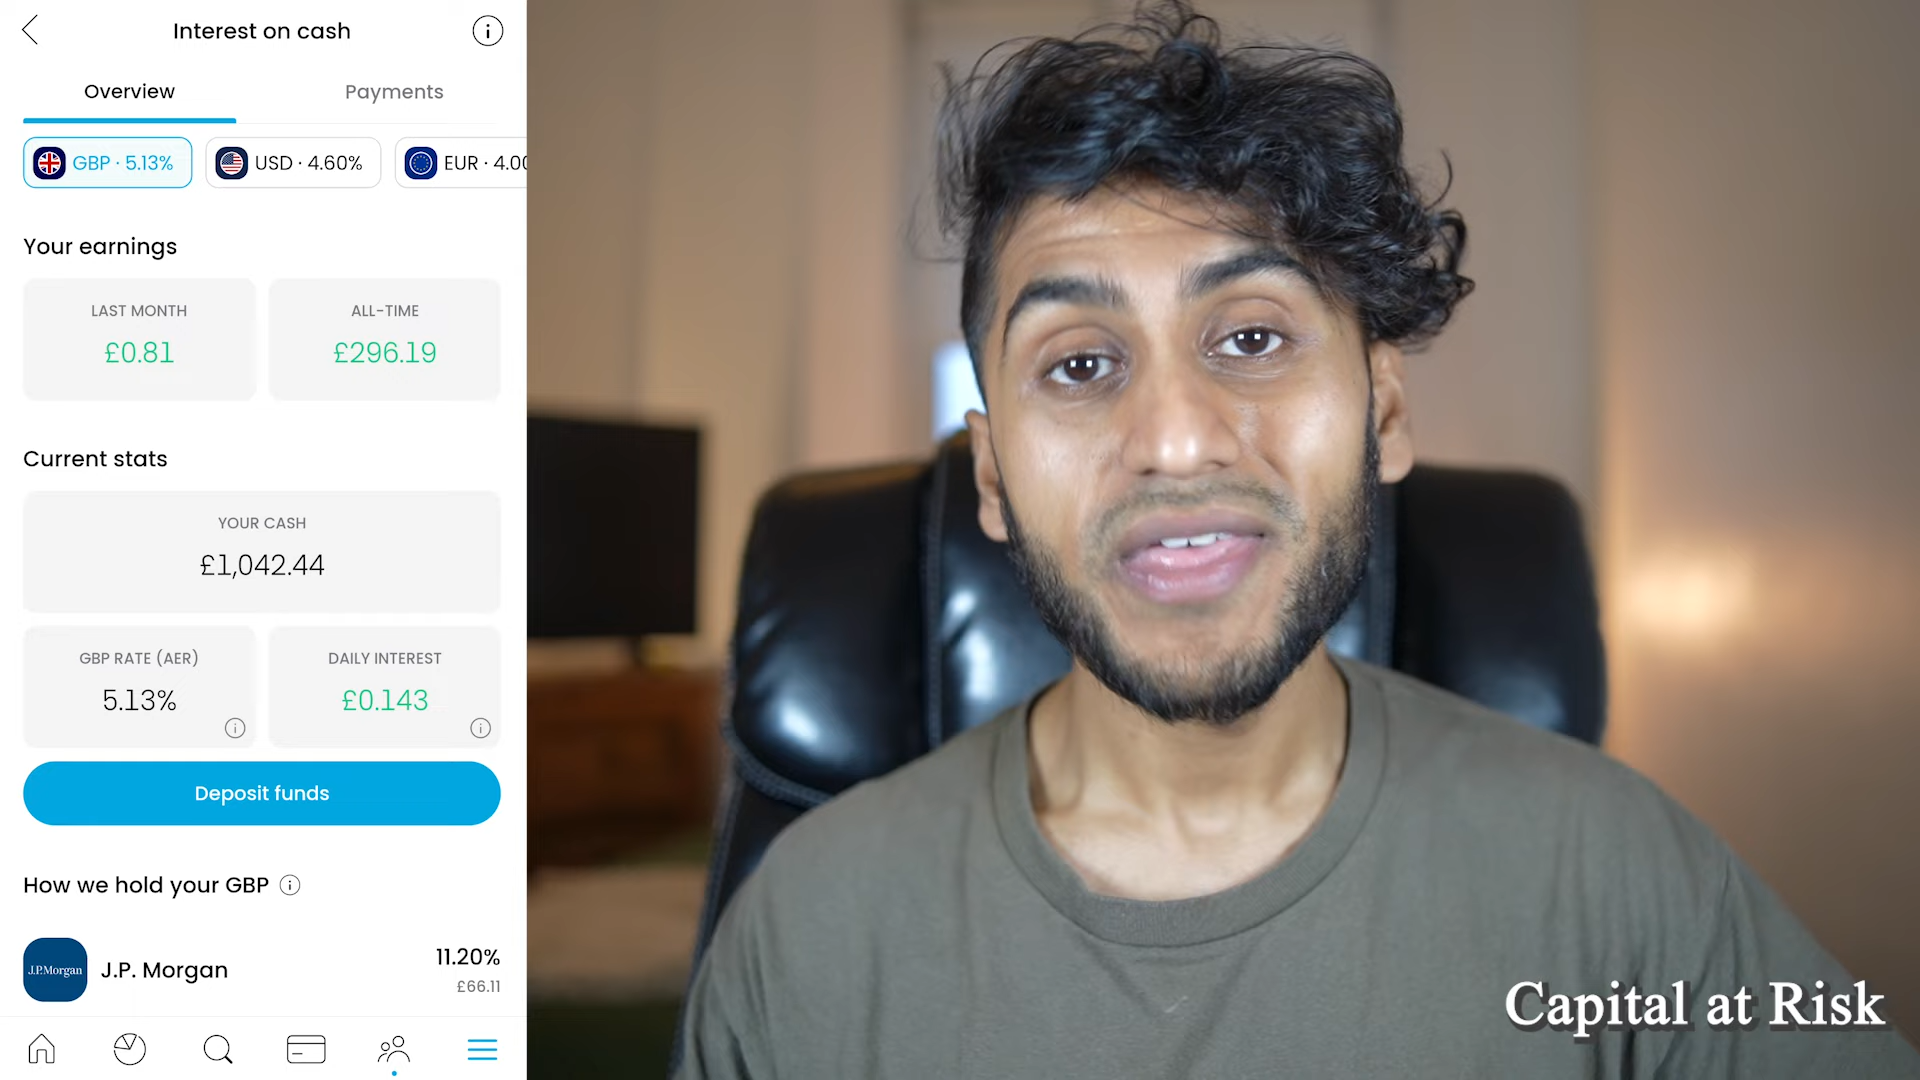 Interest on cash
Overview
Payments
GBP · 5.13%
USD · 4.60%
EUR · 4.00
Your earnings
LAST MONTH
£0.81
ALL-TIME
£296.19
Current stats
YOUR CASH
£1,042.44
GBP RATE (AER)
5.13%
DAILY INTEREST
£0.143
Deposit funds
How we hold your GBP
J.P.Morgan
J.P. Morgan
11.20%
£66.11
Capital at Risk